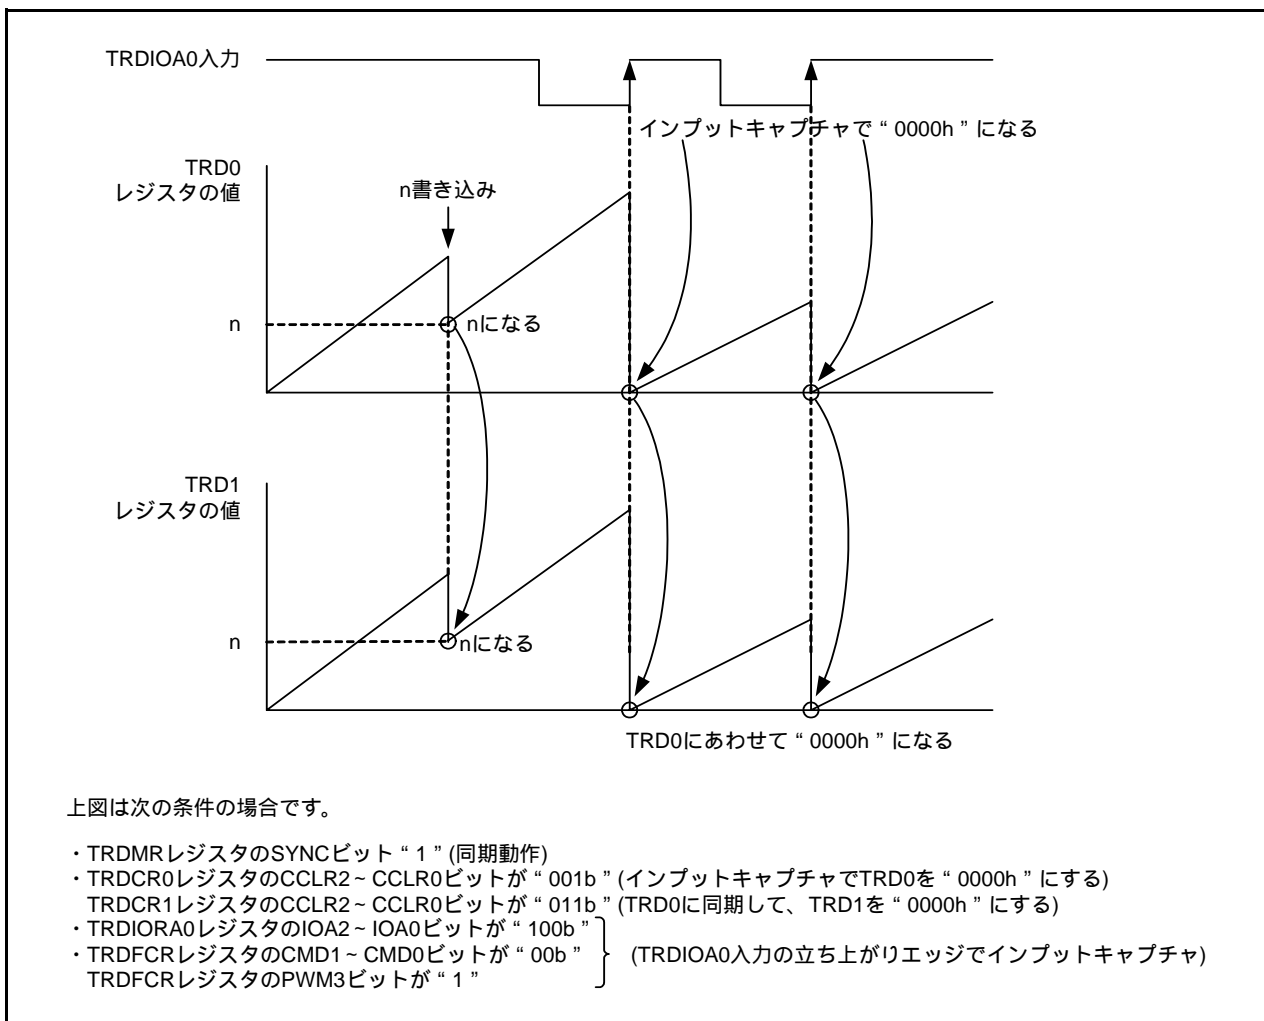 TRDIOA0入力
インプットキャプチャで“0000h”になる
TRD0
レジスタの値
n書き込み
n
nになる
TRD1
レジスタの値
n
nになる
TRD0にあわせて“0000h”になる
上図は次の条件の場合です。
・TRDMRレジスタのSYNCビット“1”(同期動作)
・TRDCR0レジスタのCCLR2~CCLR0ビットが“001b”(インプットキャプチャでTRD0を“0000h”にする)
TRDCR1レジスタのCCLR2~CCLR0ビットが“011b”(TRD0に同期して、TRD1を“0000h”にする)
・TRDIORA0レジスタのIOA2~IOA0ビットが“100b”
・TRDFCRレジスタのCMD1~CMD0ビットが“00b” (TRDIOA0入力の立ち上がりエッジでインプットキャプチャ)
TRDFCRレジスタのPWM3ビットが“1”